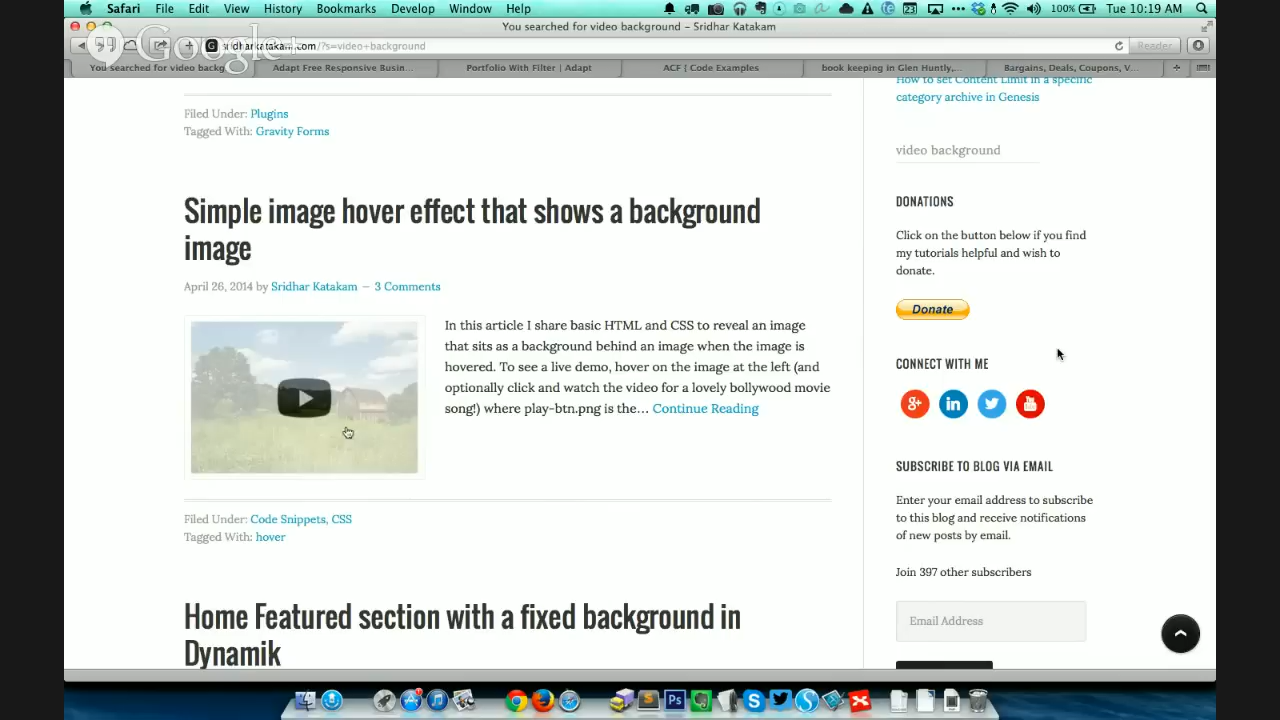 Safari File Edit View History Bookmarks Develop Window Help 100% Tue 10:19 AM
You searched for video background – Sridhar Katakam
Google+
sridharkatakam.com/?s=video+background Reader
You searched for video backg... Adapt Free Responsive Busin... Portfolio With Filter | Adapt ACF { Code Examples book keeping in Glen Huntly,... Bargains, Deals, Coupons, V...
How to set Content Limit in a specific
category archive in Genesis
Filed Under: Plugins
Tagged With: Gravity Forms
video background
Simple image hover effect that shows a background
image
April 26, 2014 by Sridhar Katakam — 3 Comments
In this article I share basic HTML and CSS to reveal an image
that sits as a background behind an image when the image is
hovered. To see a live demo, hover on the image at the left (and
optionally click and watch the video for a lovely bollywood movie
song!) where play-btn.png is the… Continue Reading
Filed Under: Code Snippets, CSS
Tagged With: hover
Home Featured section with a fixed background in
Dynamik
DONATIONS
Click on the button below if you find
my tutorials helpful and wish to
donate.
Donate
CONNECT WITH ME
SUBSCRIBE TO BLOG VIA EMAIL
Enter your email address to subscribe
to this blog and receive notifications
of new posts by email.
Join 397 other subscribers
Email Address